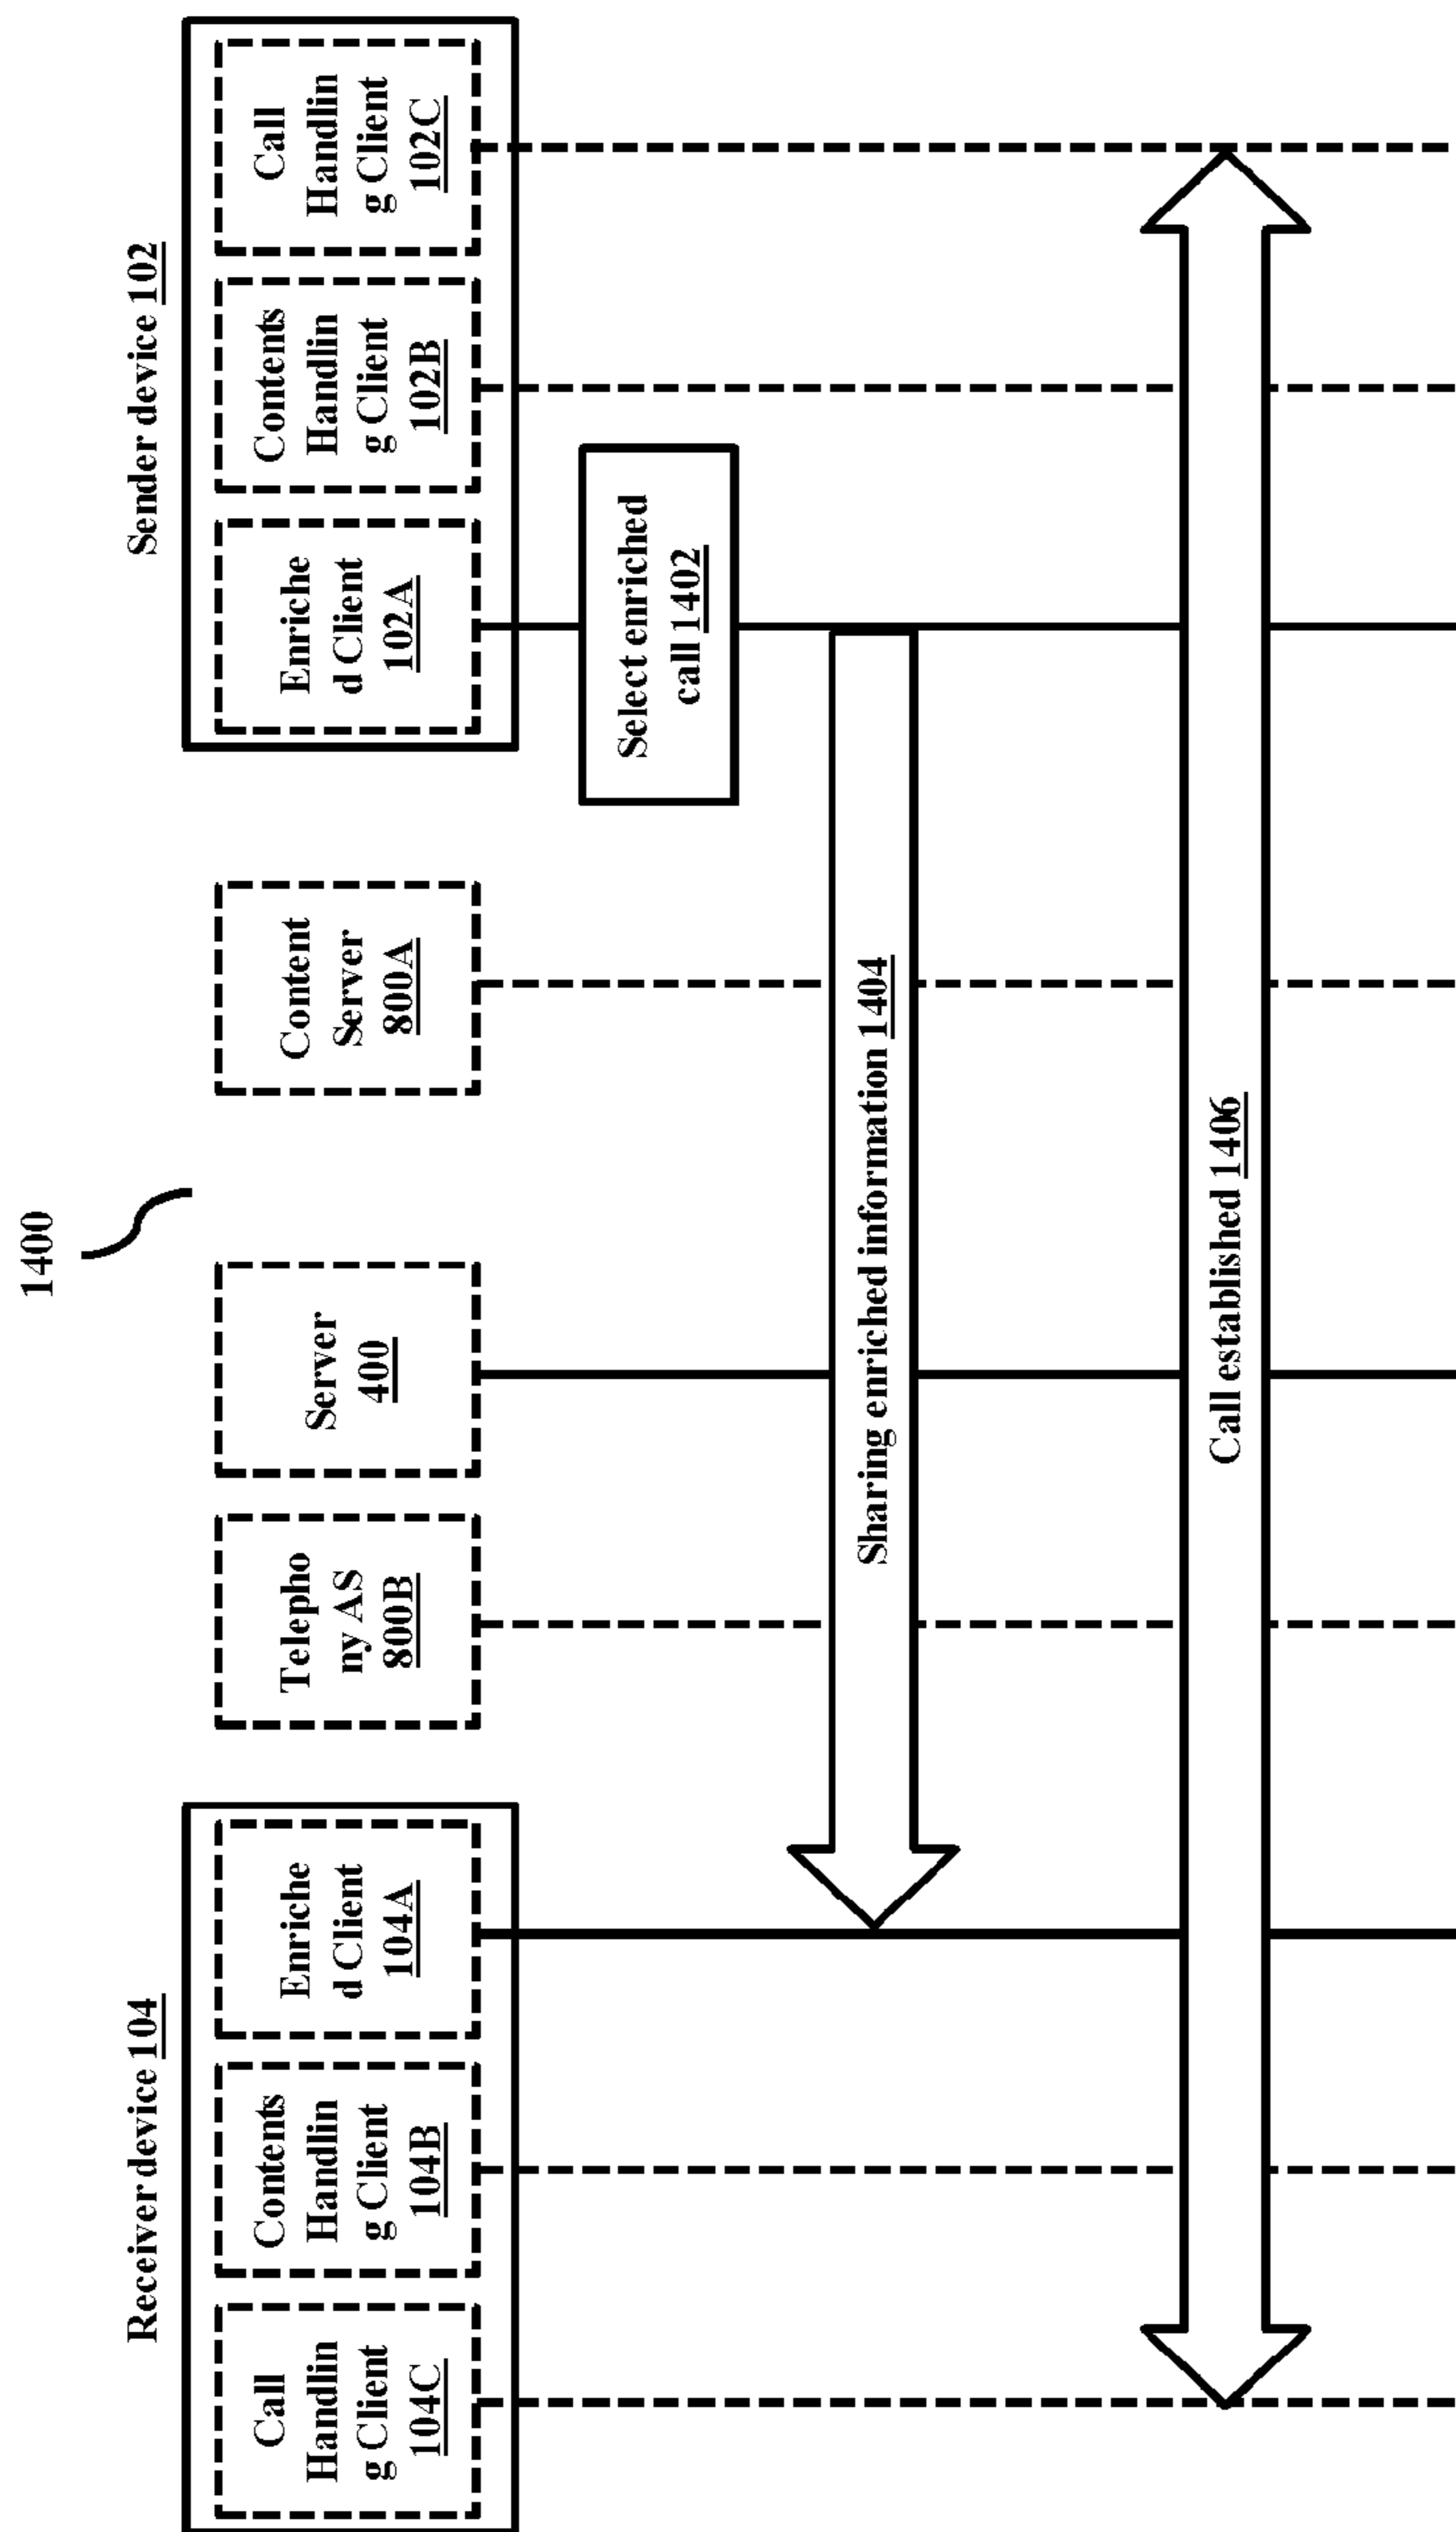 1400
Receiver device 104
Sender device 102
Call
Handlin
g Client
104C
Contents
Handlin
g Client
104B
Enriche
d Client
104A
Telepho
ny AS
800B
Server
400
Content
Server
800A
Enriche
d Client
102A
Contents
Handlin
g Client
102B
Call
Handlin
g Client
102C
Select enriched
call 1402
Sharing enriched information 1404
Call established 1406